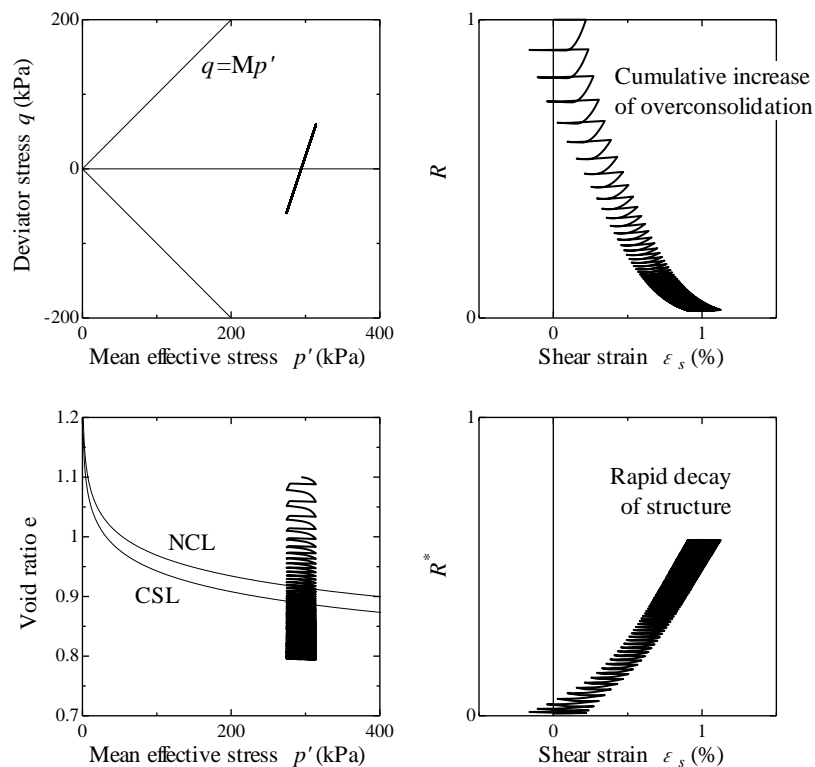 200
0
-200
0
200
400
Deviator stress q (kPa)
Mean effective stress p′ (kPa)
q=Mp′
1
0
0
1
R
Shear strain ε s (%)
Cumulative increase
of overconsolidation
1.2
1.1
1
0.9
0.8
0.7
0
200
400
Void ratio e
Mean effective stress p′ (kPa)
NCL
CSL
1
0
0
1
R*
Shear strain ε s (%)
Rapid decay
of structure